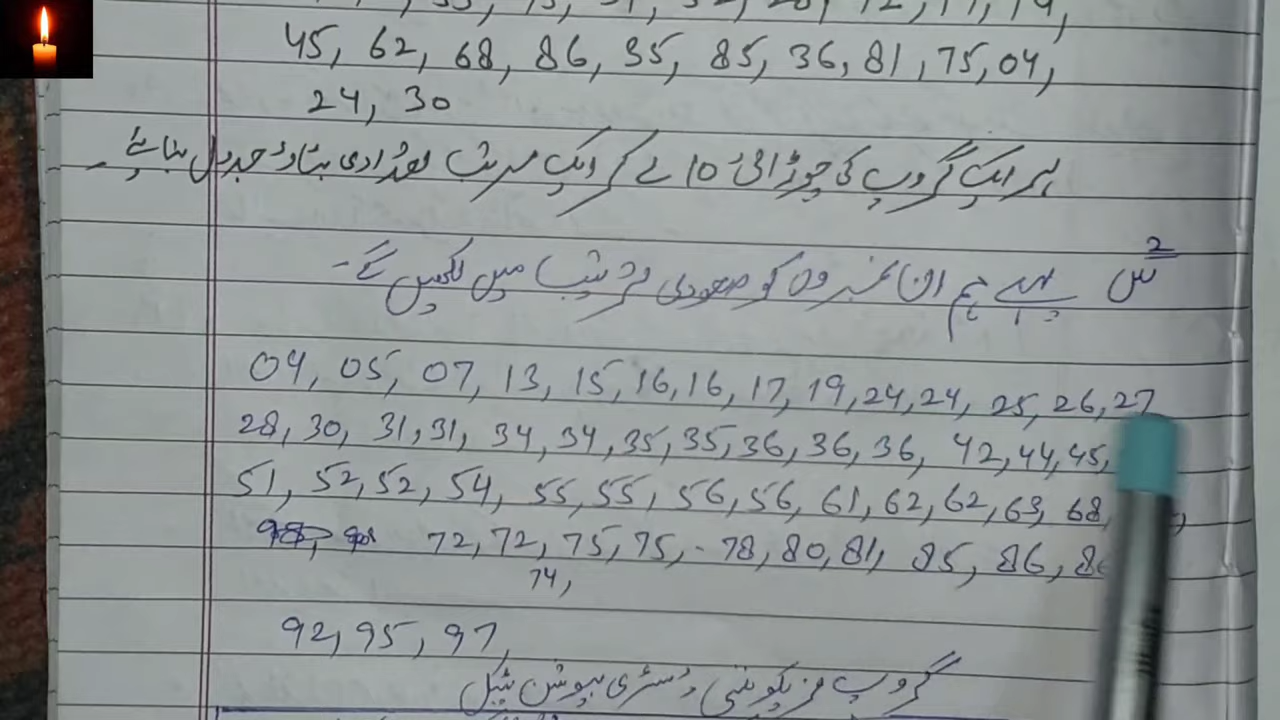 45, 62, 68, 86, 35, 85, 36, 81, 75, 04,
24, 30
ہر ایک گروپ کی چوڑائی 10 لے کر ایک مرتب تعدادی بٹاؤ جدول بنائیے۔
س2 پہلے ہم ان نمبروں کو صعودی ترتیب میں لکھیں گے۔
04, 05, 07, 13, 15, 16, 16, 17, 19, 24, 24, 25, 26, 27
28, 30, 31, 31, 34, 34, 35, 35, 36, 36, 36, 42, 44, 45,
51, 52, 52, 54, 55, 55, 56, 56, 61, 62, 62, 63, 68,
72, 72, 75, 75, 78, 80, 81, 85, 86,
74,
92, 95, 97,
گروپ فریکوئنسی ڈسٹری بیوشن ٹیبل